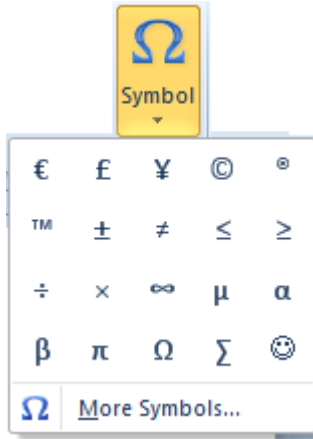 Ω
Symbol
€ £ ¥ © ®
™ ± ≠ ≤ ≥
÷ × ∞ µ α
β π Ω ∑ ☺
Ω More Symbols...